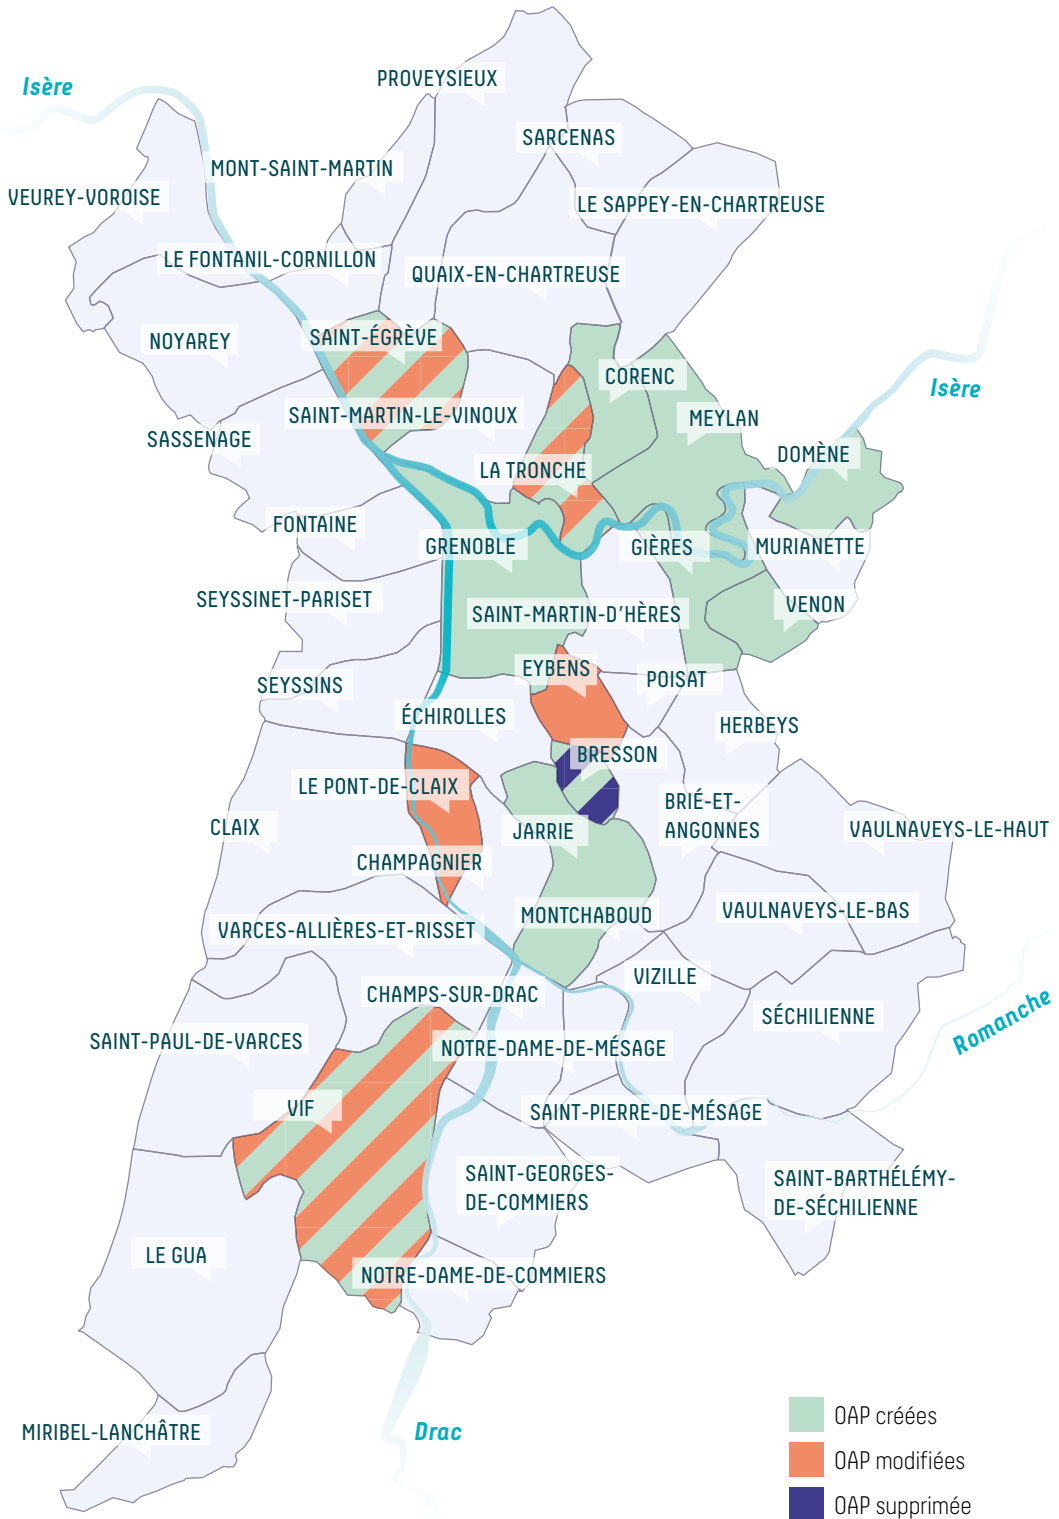 PROVEYSIEUX
Isère
SARCENAS
MONT-SAINT-MARTIN
VEUREY-VOROISE
LE SAPPEY-EN-CHARTREUSE
LE FONTANIL-CORNILLON
QUAIX-EN-CHARTREUSE
NOYAREY
SAINT-ÉGRÈVE
CORENC
Isère
SAINT-MARTIN-LE-VINOUX
MEYLAN
SASSENAGE
DOMÈNE
LA TRONCHE
FONTAINE
GRENOBLE
GIÈRES
MURIANETTE
SEYSSINET-PARISET
SAINT-MARTIN-D'HÈRES
VENON
EYBENS
POISAT
SEYSSINS
ÉCHIROLLES
HERBEYS
BRESSON
LE PONT-DE-CLAIX
BRIÉ-ET-
ANGONNES
CLAIX
JARRIE
VAULNAVEYS-LE-HAUT
CHAMPAGNIER
MONTCHABOUD
VAULNAVEYS-LE-BAS
VARCES-ALLIÈRES-ET-RISSET
VIZILLE
CHAMPS-SUR-DRAC
SÉCHILIENNE
Romanche
SAINT-PAUL-DE-VARCES
NOTRE-DAME-DE-MÉSAGE
VIF
SAINT-PIERRE-DE-MÉSAGE
SAINT-GEORGES-
DE-COMMIERS
SAINT-BARTHÉLÉMY-
DE-SÉCHILIENNE
LE GUA
NOTRE-DAME-DE-COMMIERS
MIRIBEL-LANCHÂTRE
Drac
OAP créées
OAP modifiées
OAP supprimée